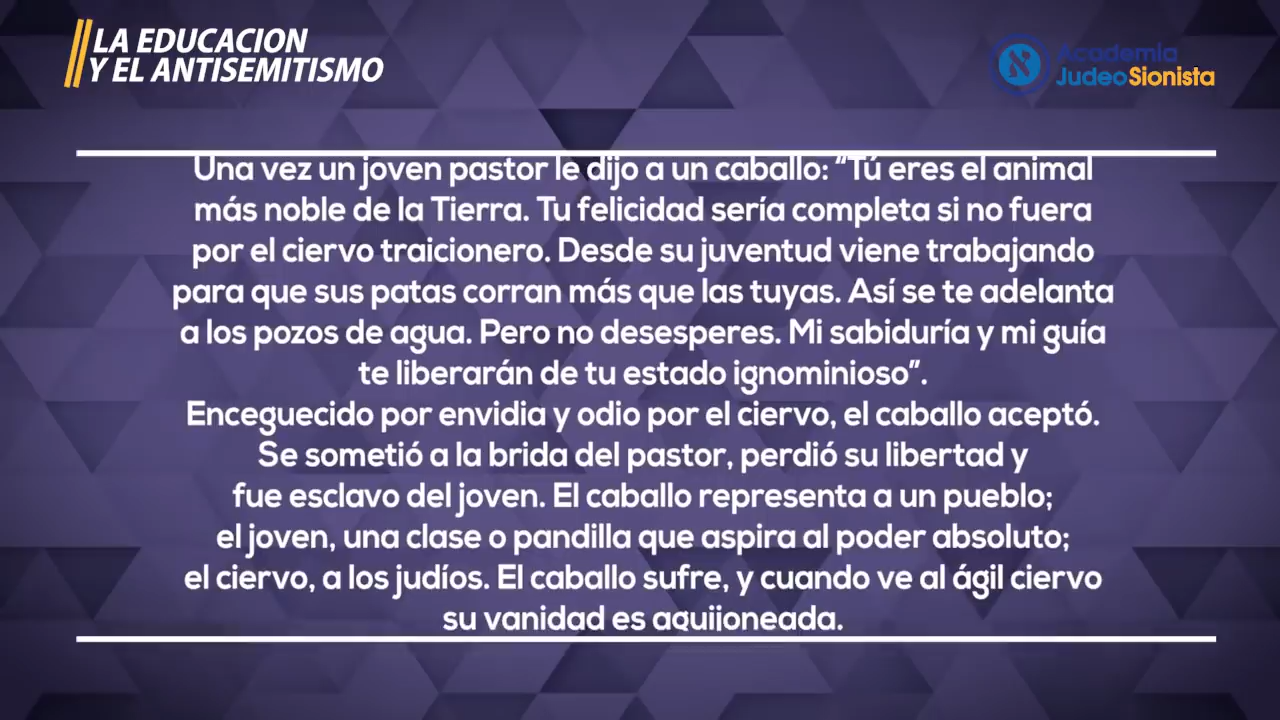 LA EDUCACION
Y EL ANTISEMITISMO
Academia
JudeoSionista
Una vez un joven pastor le dijo a un caballo: “Tú eres el animal
más noble de la Tierra. Tu felicidad sería completa si no fuera
por el ciervo traicionero. Desde su juventud viene trabajando
para que sus patas corran más que las tuyas. Así se te adelanta
a los pozos de agua. Pero no desesperes. Mi sabiduría y mi guía
te liberarán de tu estado ignominioso”.
Enceguecido por envidia y odio por el ciervo, el caballo aceptó.
Se sometió a la brida del pastor, perdió su libertad y
fue esclavo del joven. El caballo representa a un pueblo;
el joven, una clase o pandilla que aspira al poder absoluto;
el ciervo, a los judíos. El caballo sufre, y cuando ve al ágil ciervo
su vanidad es aquijoneada.